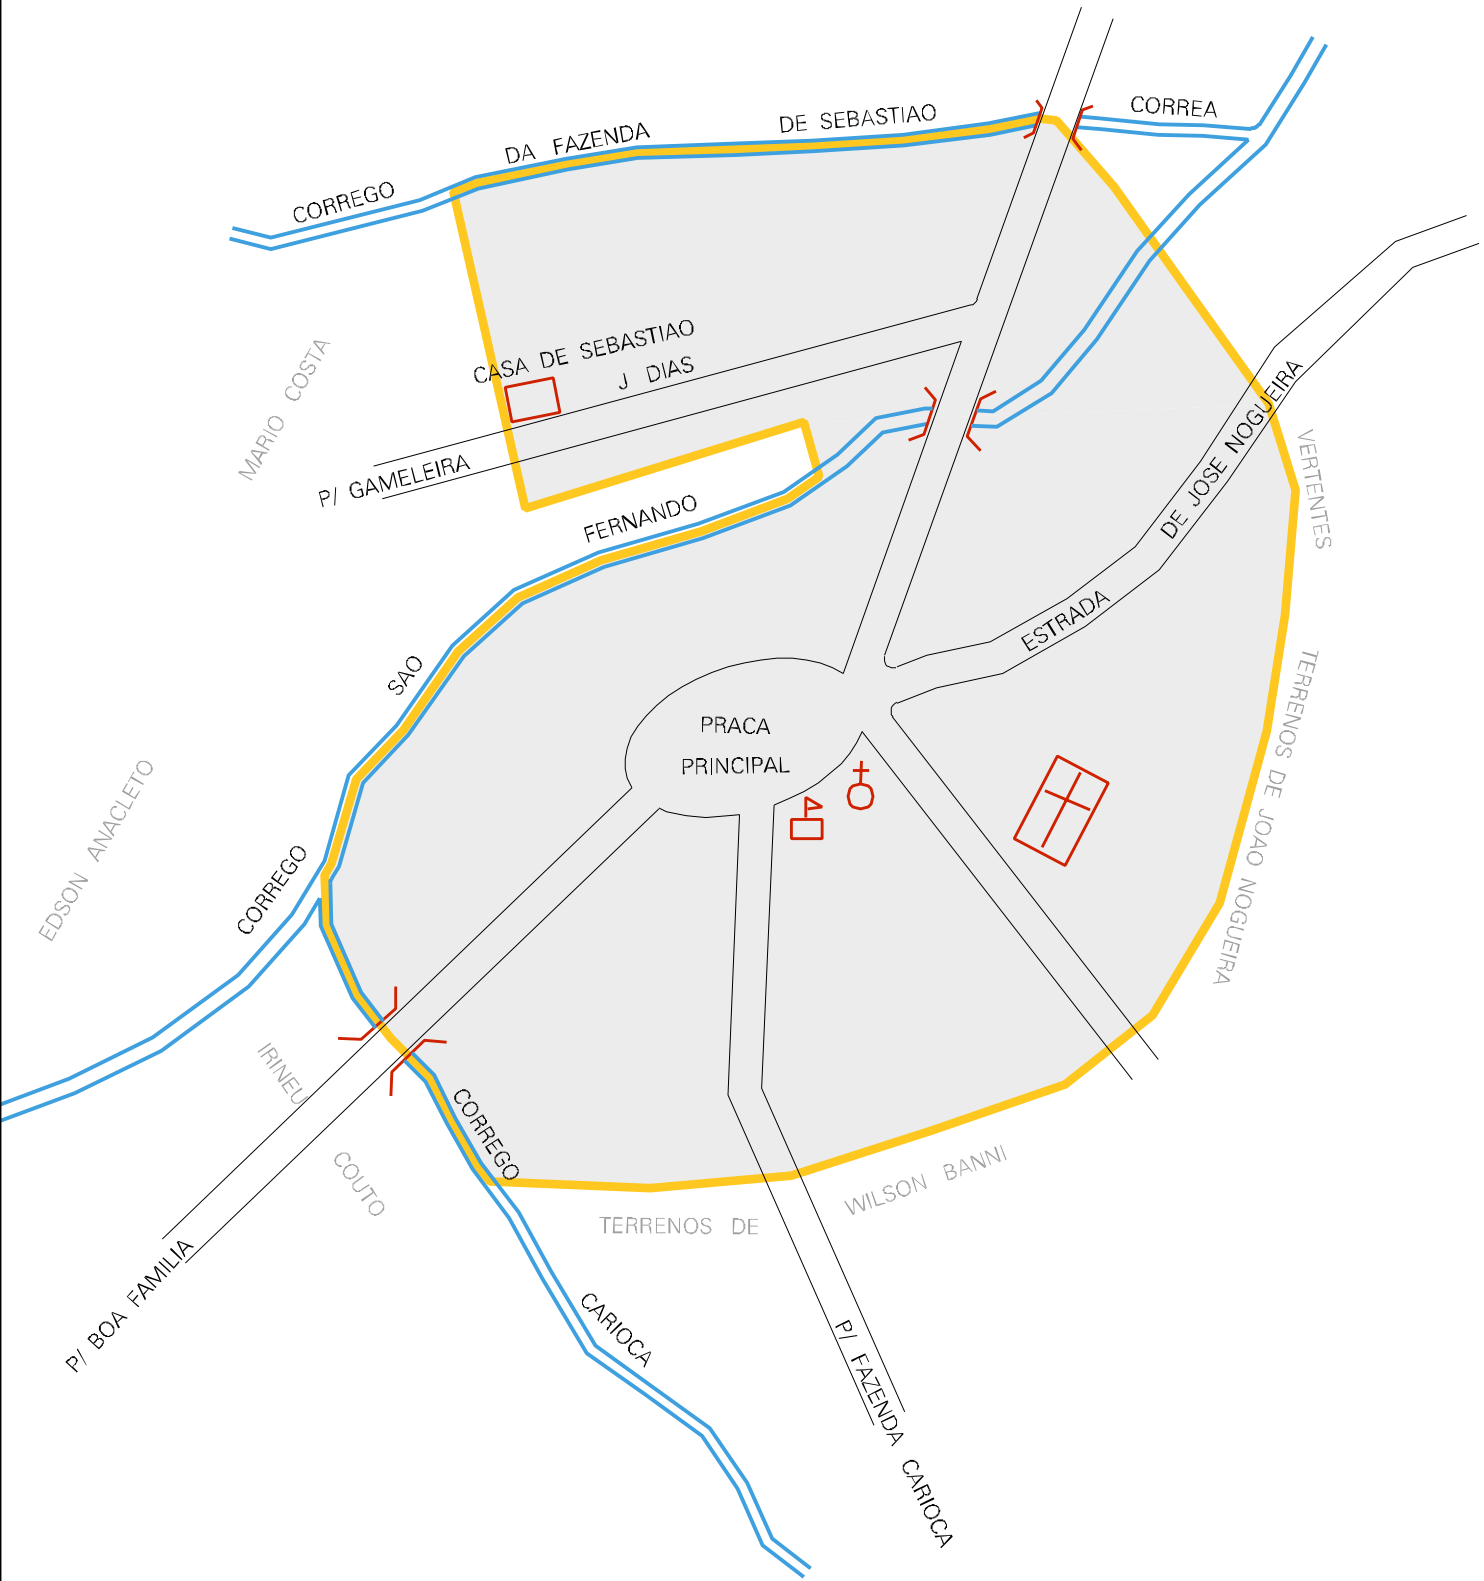 CORREGO DA FAZENDA DE SEBASTIAO CORREA
MARIO COSTA
CASA DE SEBASTIAO
J DIAS
P/ GAMELEIRA
CORREGO SAO FERNANDO
ESTRADA DE JOSE NOGUEIRA
VERTENTES
TERRENOS DE JOAO NOGUEIRA
PRACA
PRINCIPAL
EDSON ANACLETO
IRINEU COUTO
CORREGO CARIOCA
TERRENOS DE WILSON BANNI
P/ BOA FAMILIA
P/ FAZENDA CARIOCA